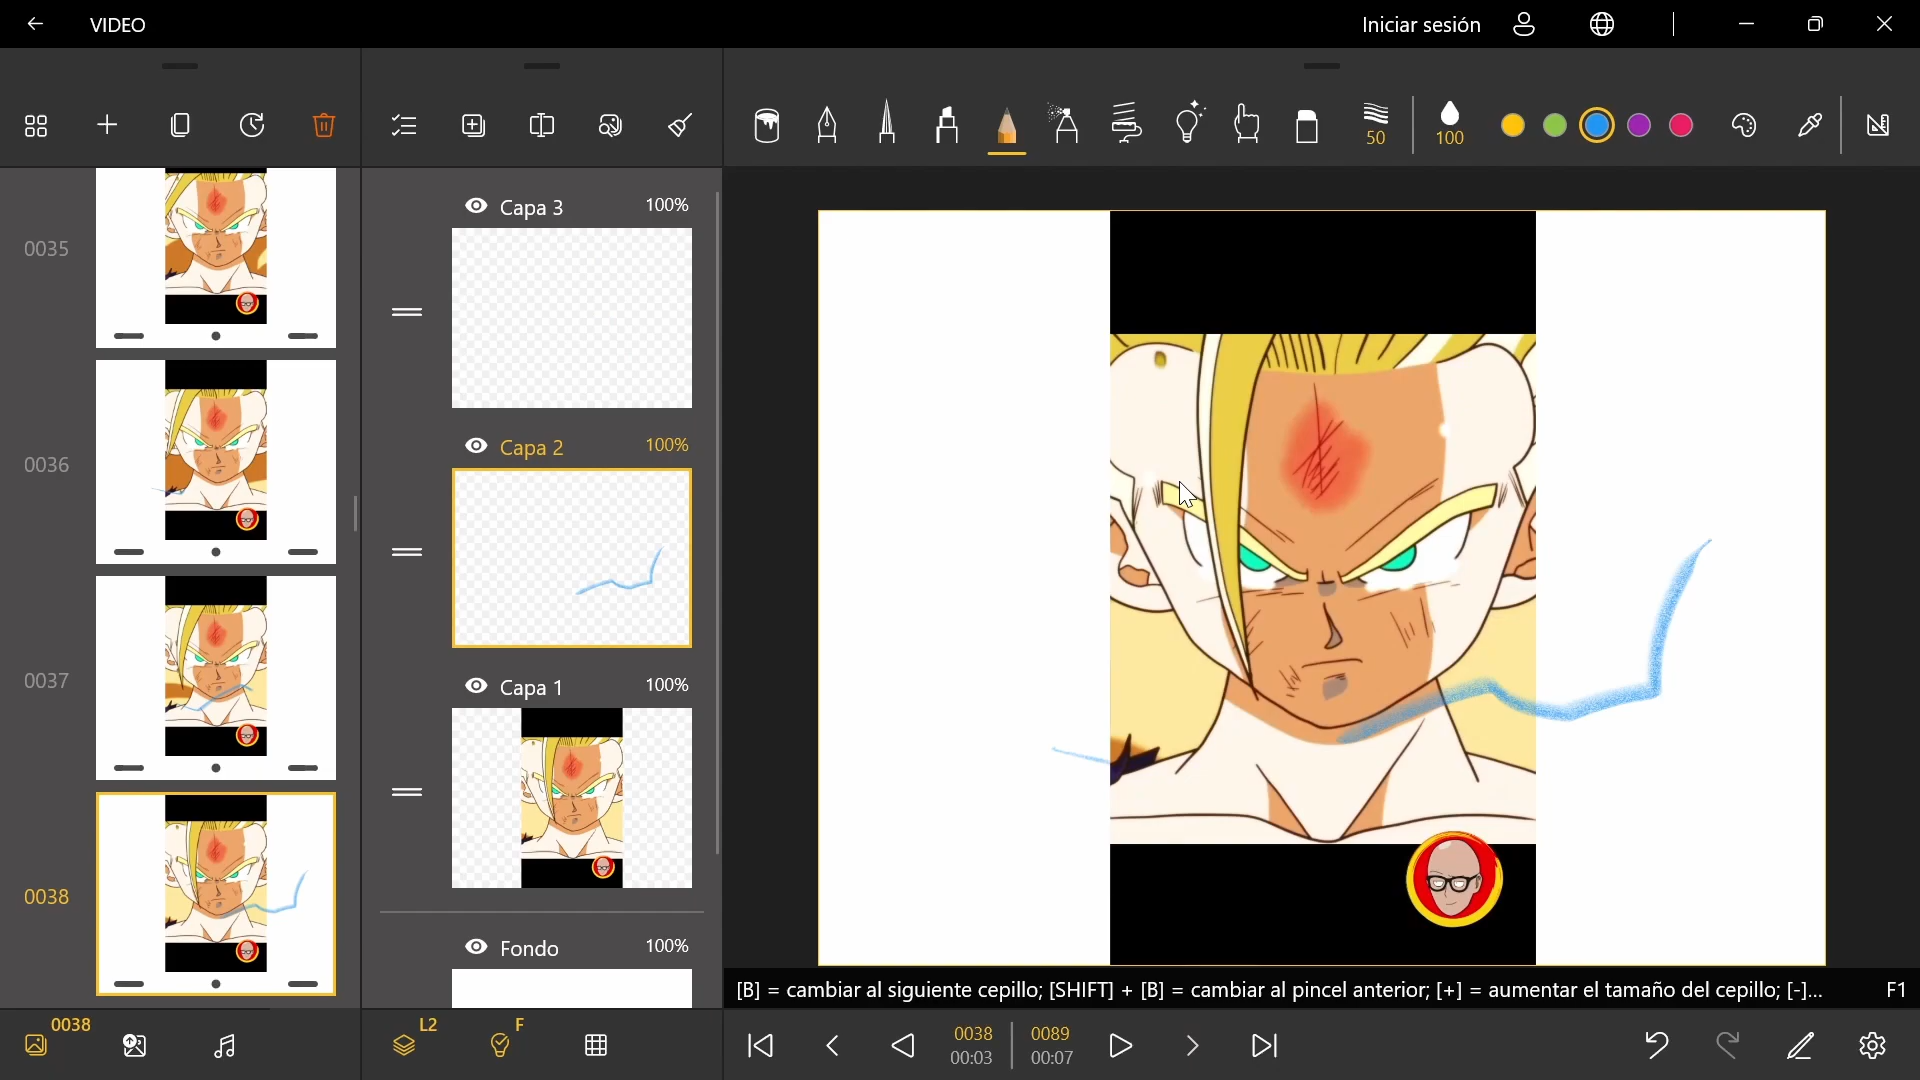 VIDEO
Iniciar sesión
50
100
0035
0036
0037
0038
Capa 3 100%
Capa 2 100%
Capa 1 100%
Fondo 100%
[B] = cambiar al siguiente cepillo; [SHIFT] + [B] = cambiar al pincel anterior; [+] = aumentar el tamaño del cepillo; [-]...
F1
0038
L2
F
0038
00:03
0089
00:07